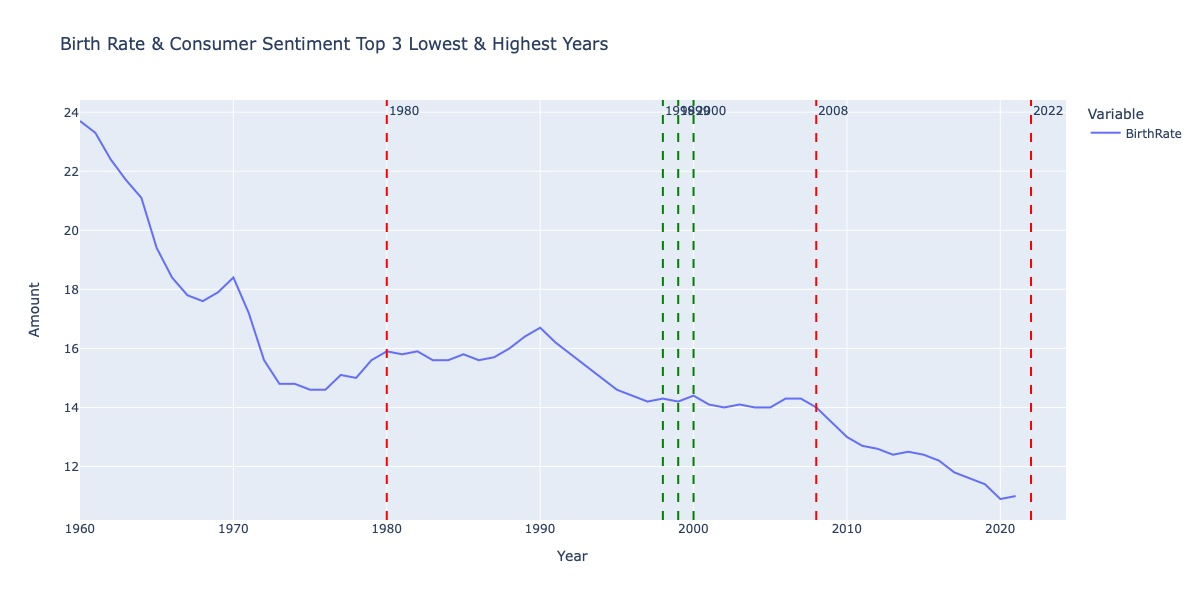 Birth Rate & Consumer Sentiment Top 3 Lowest & Highest Years
1980
2000
2008
2022
Variable
BirthRate
24
22
20
18
16
14
12
Amount
1960 1970 1980 1990 2000 2010 2020
Year